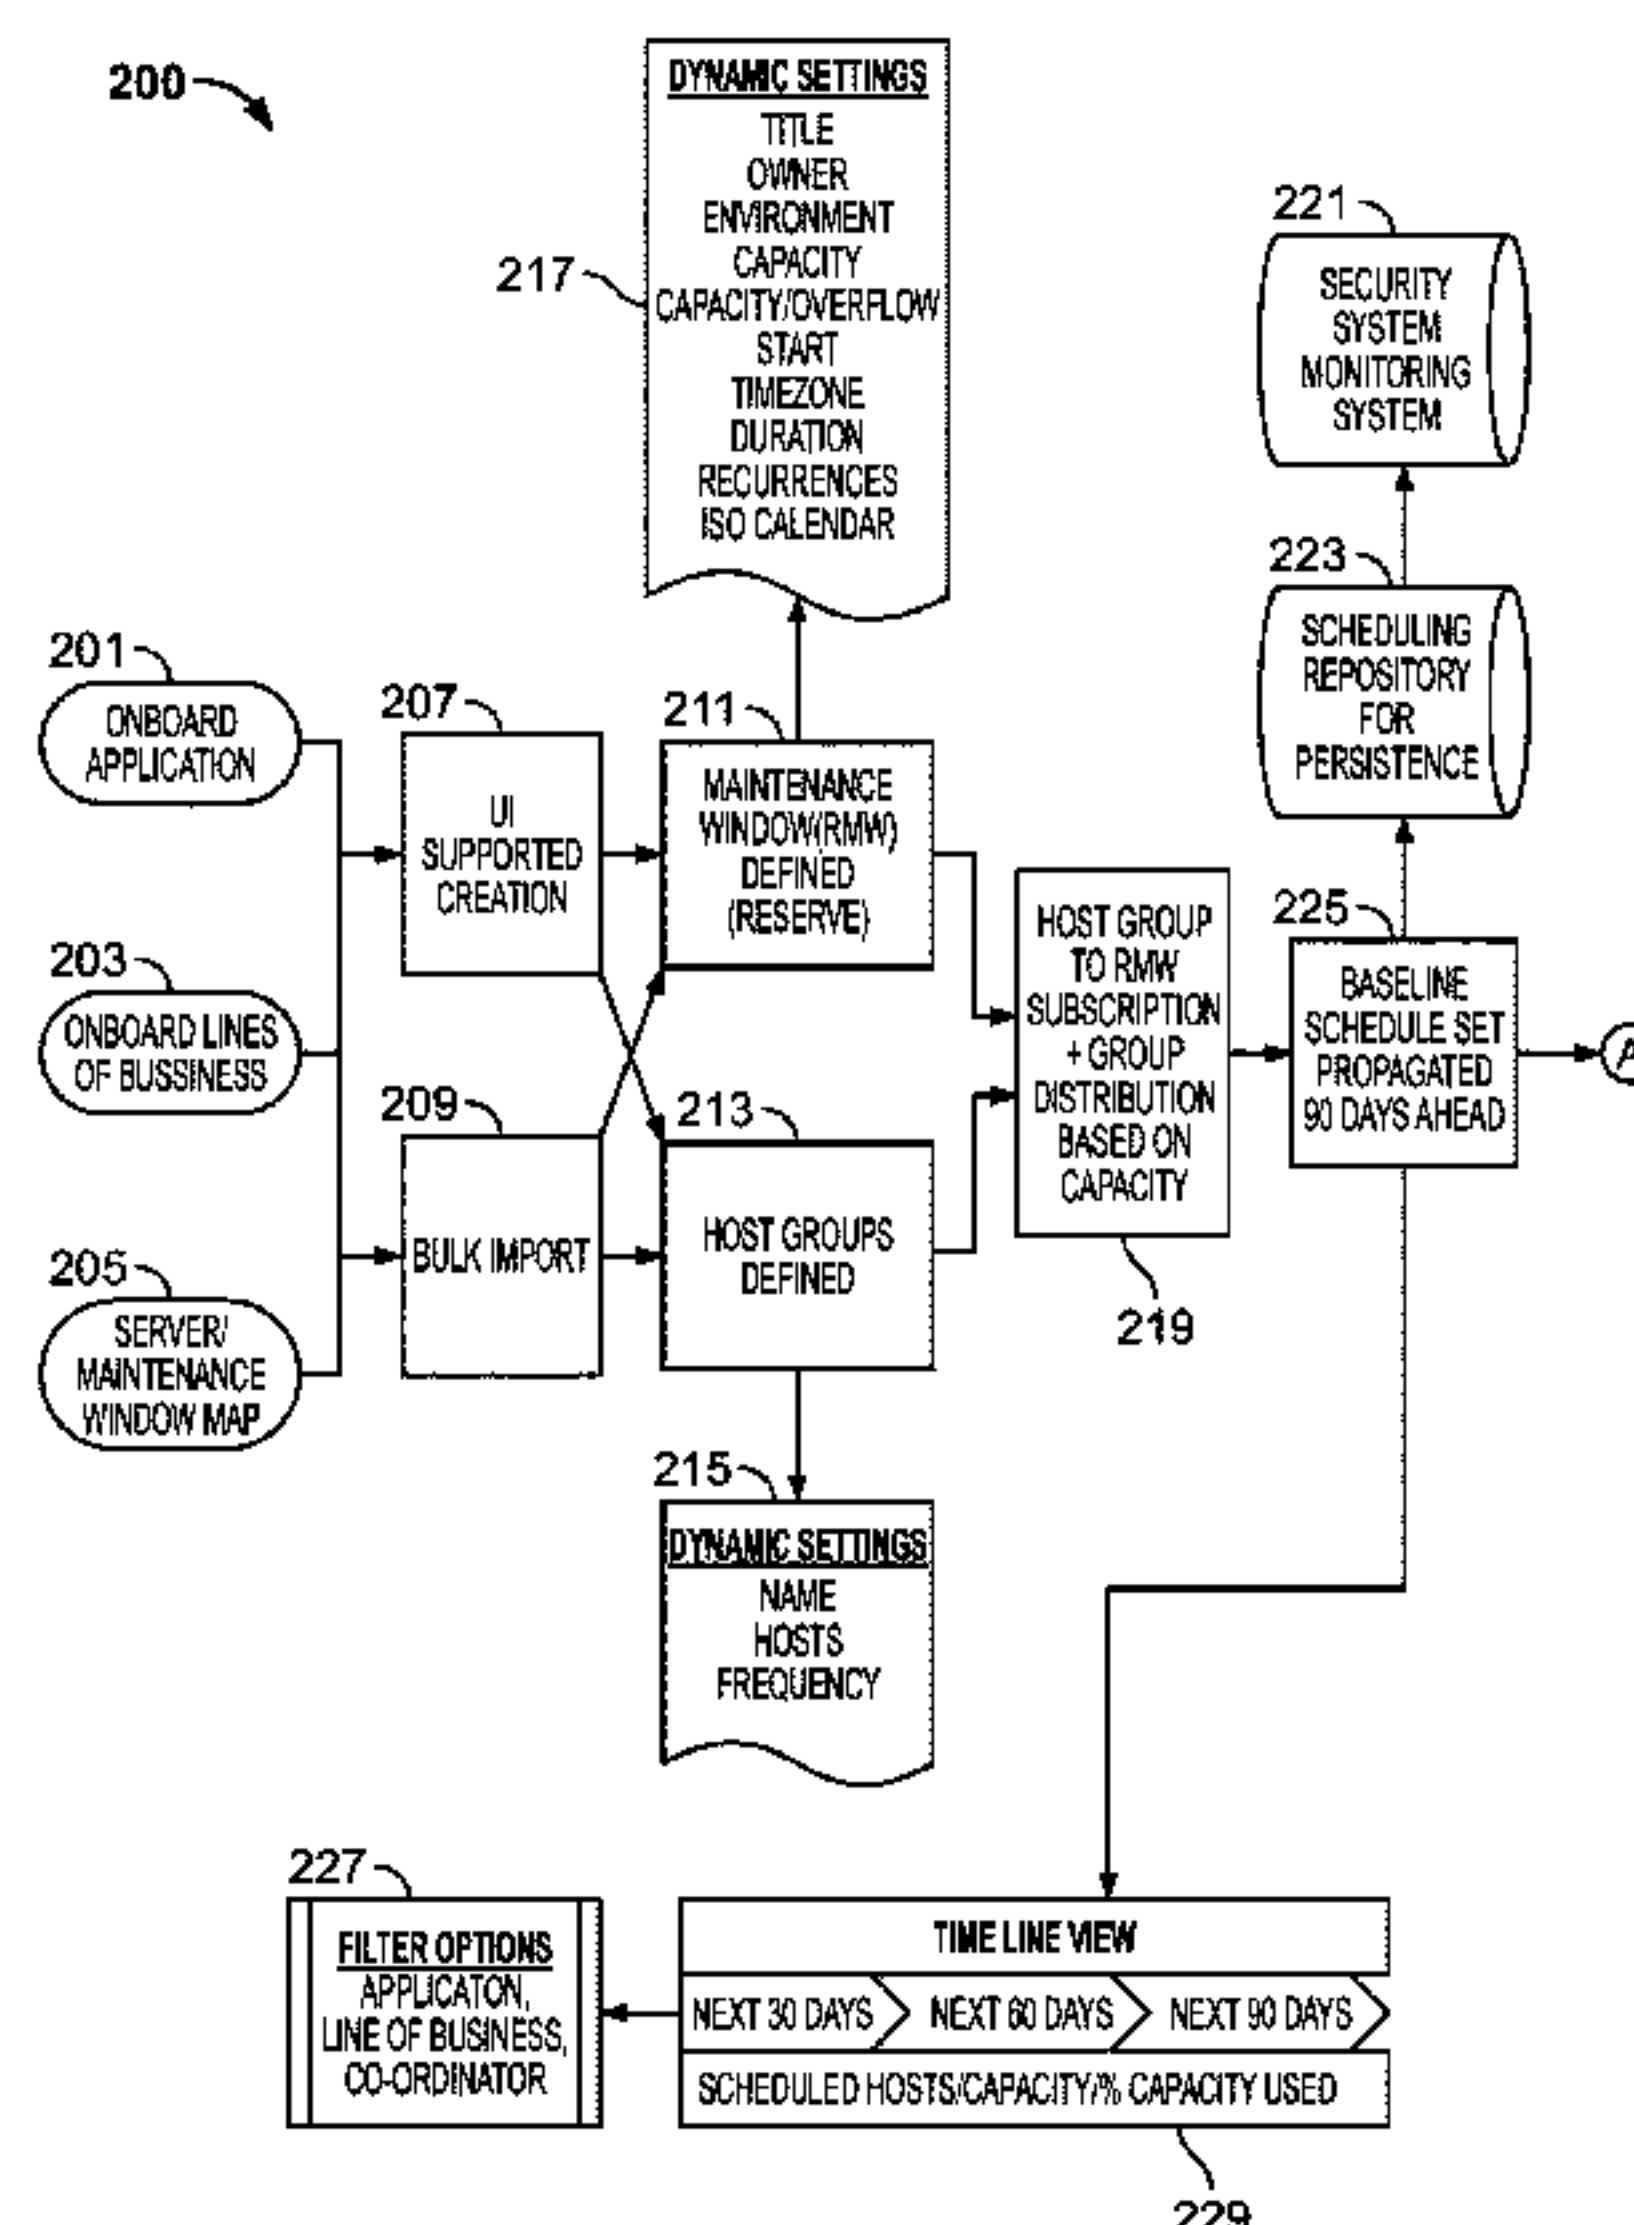 200
DYNAMIC SETTINGS
TITLE
OWNER
ENVIRONMENT
CAPACITY
CAPACITY/OVERFLOW
START
TIMEZONE
DURATION
RECURRENCES
ISO CALENDAR
217
221
SECURITY
SYSTEM
MONITORING
SYSTEM
223
SCHEDULING
REPOSITORY
FOR
PERSISTENCE
201
ONBOARD
APPLICATION
203
ONBOARD LINES
OF BUSSINESS
205
SERVER/
MAINTENANCE
WINDOW MAP
207
UI
SUPPORTED
CREATION
209
BULK IMPORT
211
MAINTENANCE
WINDOW(RMW)
DEFINED
(RESERVE)
213
HOST GROUPS
DEFINED
HOST GROUP
TO RMW
SUBSCRIPTION
+ GROUP
DISTRIBUTION
BASED ON
CAPACITY
219
225
BASELINE
SCHEDULE SET
PROPAGATED
90 DAYS AHEAD
A
215
DYNAMIC SETTINGS
NAME
HOSTS
FREQUENCY
227
FILTER OPTIONS
APPLICATON,
LINE OF BUSINESS,
CO-ORDINATOR
TIME LINE VIEW
NEXT 30 DAYS
NEXT 60 DAYS
NEXT 90 DAYS
SCHEDULED HOSTS/CAPACITY/% CAPACITY USED
229